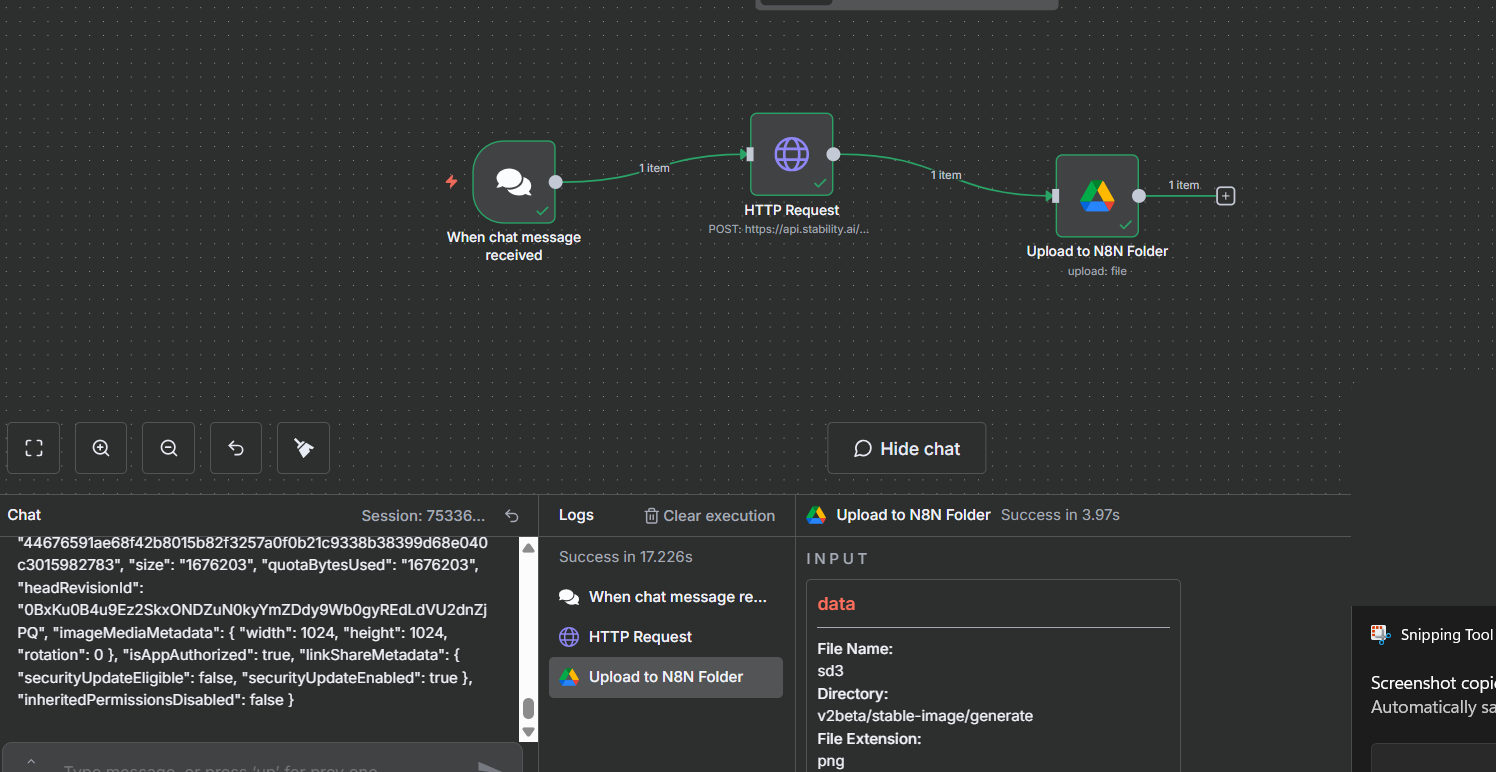 1 item
1 item
1 item
When chat message
received
HTTP Request
POST: https://api.stability.ai/...
Upload to N8N Folder
upload: file
Hide chat
Chat
Session: 75336...
"44676591ae68f42b8015b82f3257a0f0b21c9338b38399d68e040
c3015982783", "size": "1676203", "quotaBytesUsed": "1676203",
"headRevisionId":
"0BxKu0B4u9Ez2SkxONDZuN0kyYmZDdy9Wb0gyREdLdVU2dnZj
PQ", "imageMediaMetadata": { "width": 1024, "height": 1024,
"rotation": 0 }, "isAppAuthorized": true, "linkShareMetadata": {
"securityUpdateEligible": false, "securityUpdateEnabled": true },
"inheritedPermissionsDisabled": false }
Type message, or press 'up' for prev one
Logs
Clear execution
Success in 17.226s
When chat message re...
HTTP Request
Upload to N8N Folder
Upload to N8N Folder
Success in 3.97s
INPUT
data
File Name:
sd3
Directory:
v2beta/stable-image/generate
File Extension:
png
Snipping Tool
Screenshot copi
Automatically sa